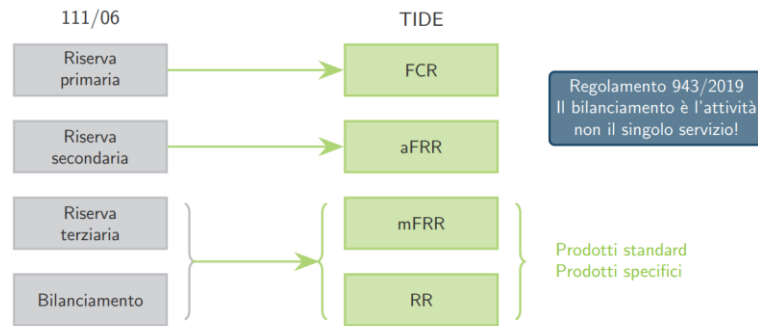 111/06
TIDE
Riserva
primaria
FCR
Regolamento 943/2019
Il bilanciamento è l'attività
non il singolo servizio!
Riserva
secondaria
aFRR
Riserva
terziaria
mFRR
Prodotti standard
Prodotti specifici
Bilanciamento
RR